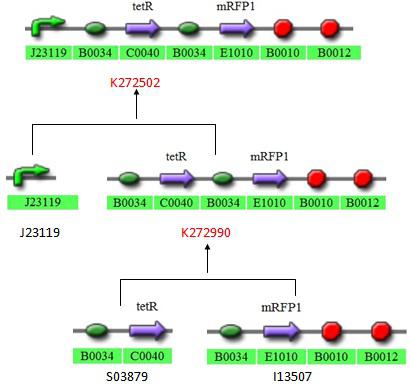 tetR mRFP1
J23119 B0034 C0040 B0034 E1010 B0010 B0012
K272502
tetR mRFP1
J23119 B0034 C0040 B0034 E1010 B0010 B0012
J23119 K272990
tetR mRFP1
B0034 C0040 B0034 E1010 B0010 B0012
S03879 I13507